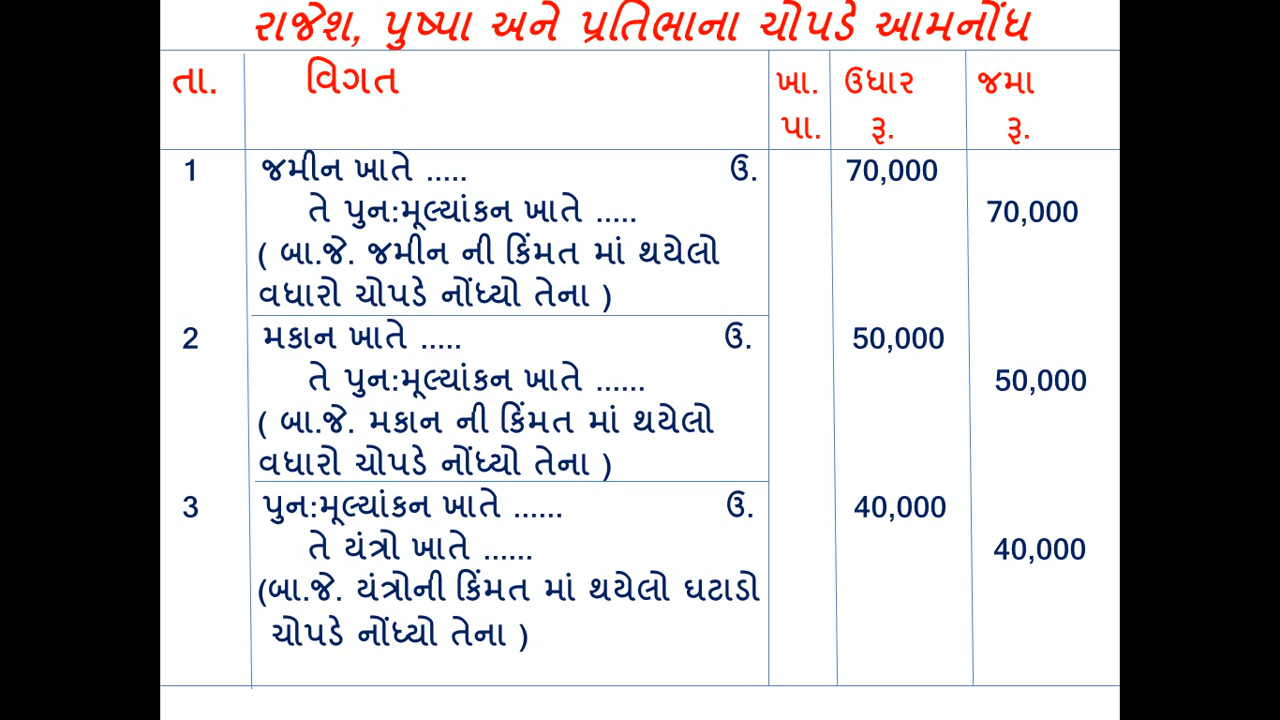 રાજેશ, પુષ્પા અને પ્રતિભાના ચોપડે આમનોંધ
તા. વિગત ખા. ઉધાર જમા
પા. રૂ. રૂ.
1 જમીન ખાતે ..... ઉ. 70,000
તે પુન:મૂલ્યાંકન ખાતે ..... 70,000
( બા.જે. જમીન ની કિંમત માં થયેલો
વધારો ચોપડે નોંધ્યો તેના )
2 મકાન ખાતે ..... ઉ. 50,000
તે પુન:મૂલ્યાંકન ખાતે ...... 50,000
( બા.જે. મકાન ની કિંમત માં થયેલો
વધારો ચોપડે નોંધ્યો તેના )
3 પુન:મૂલ્યાંકન ખાતે ...... ઉ. 40,000
તે યંત્રો ખાતે ...... 40,000
(બા.જે. યંત્રોની કિંમત માં થયેલો ઘટાડો
ચોપડે નોંધ્યો તેના )